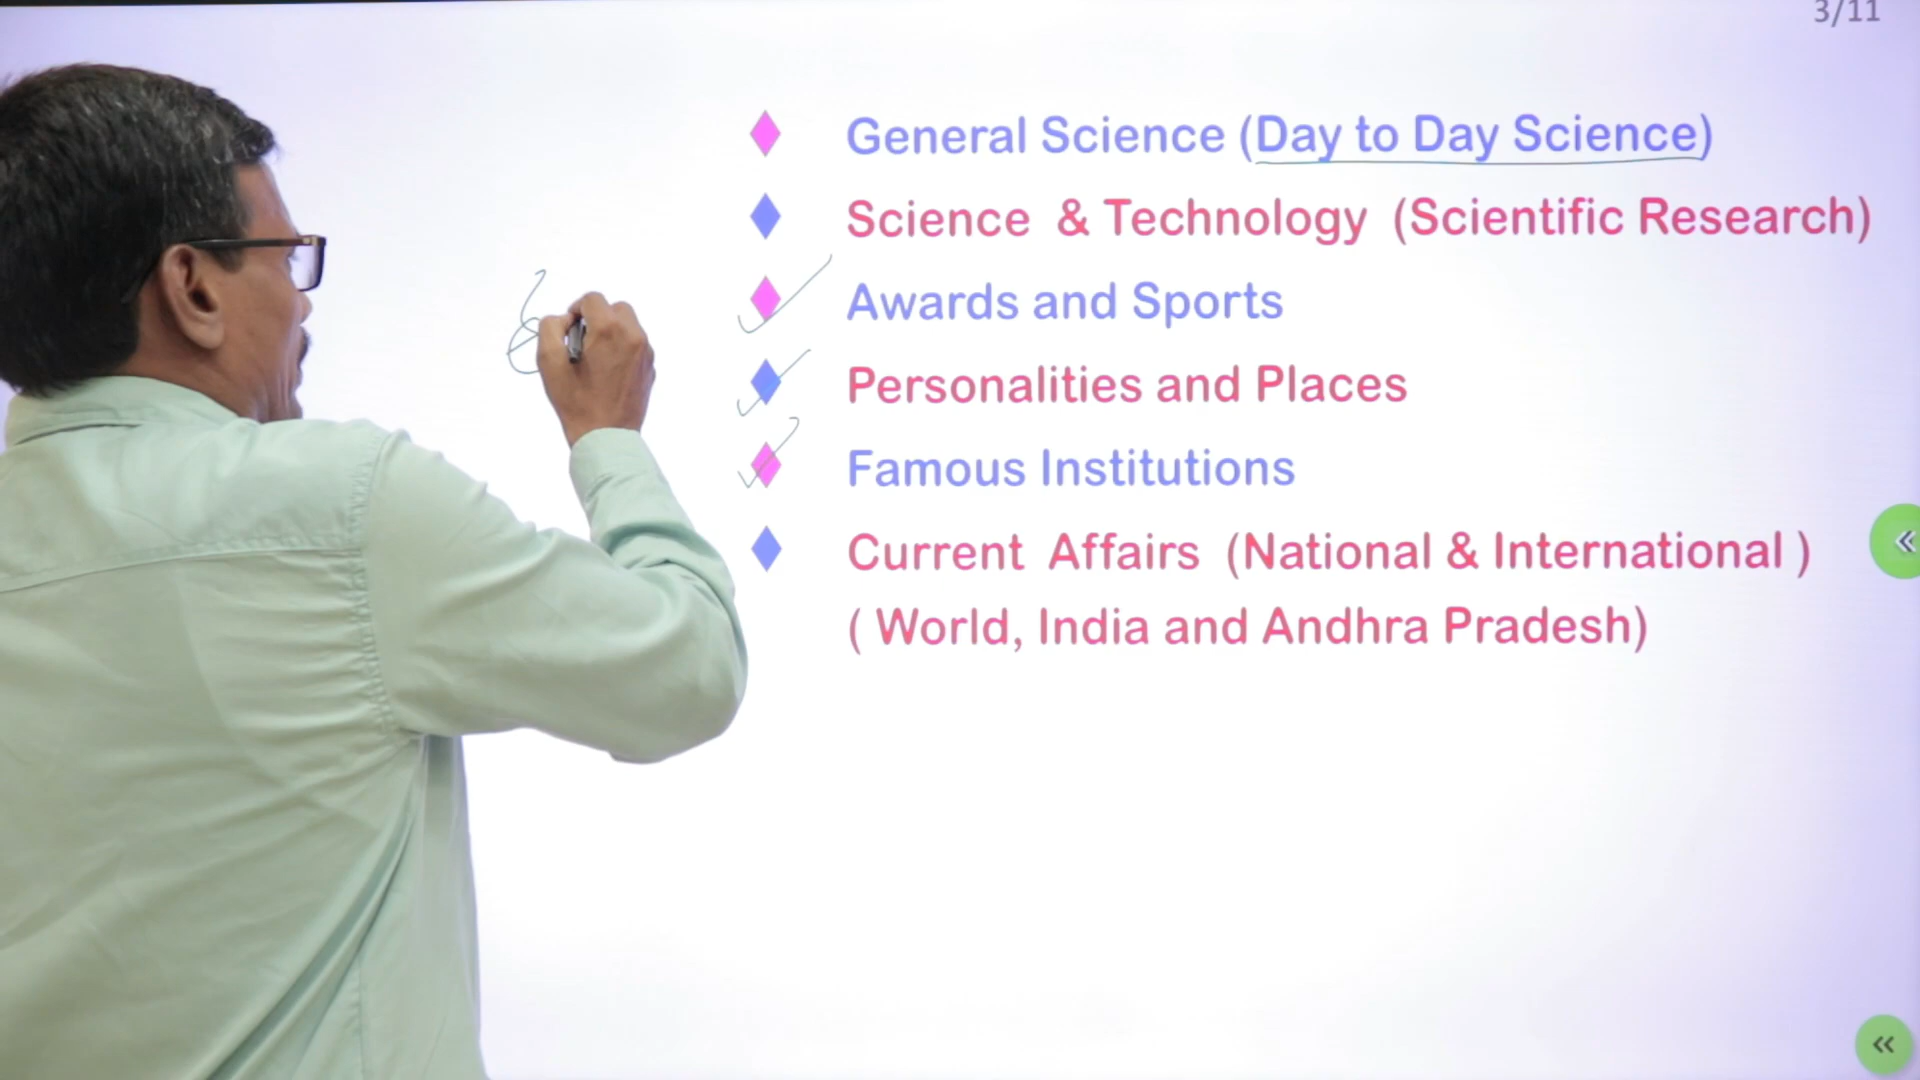 3/11
General Science (Day to Day Science)
Science & Technology (Scientific Research)
Awards and Sports
Personalities and Places
Famous Institutions
Current Affairs (National & International )
( World, India and Andhra Pradesh)